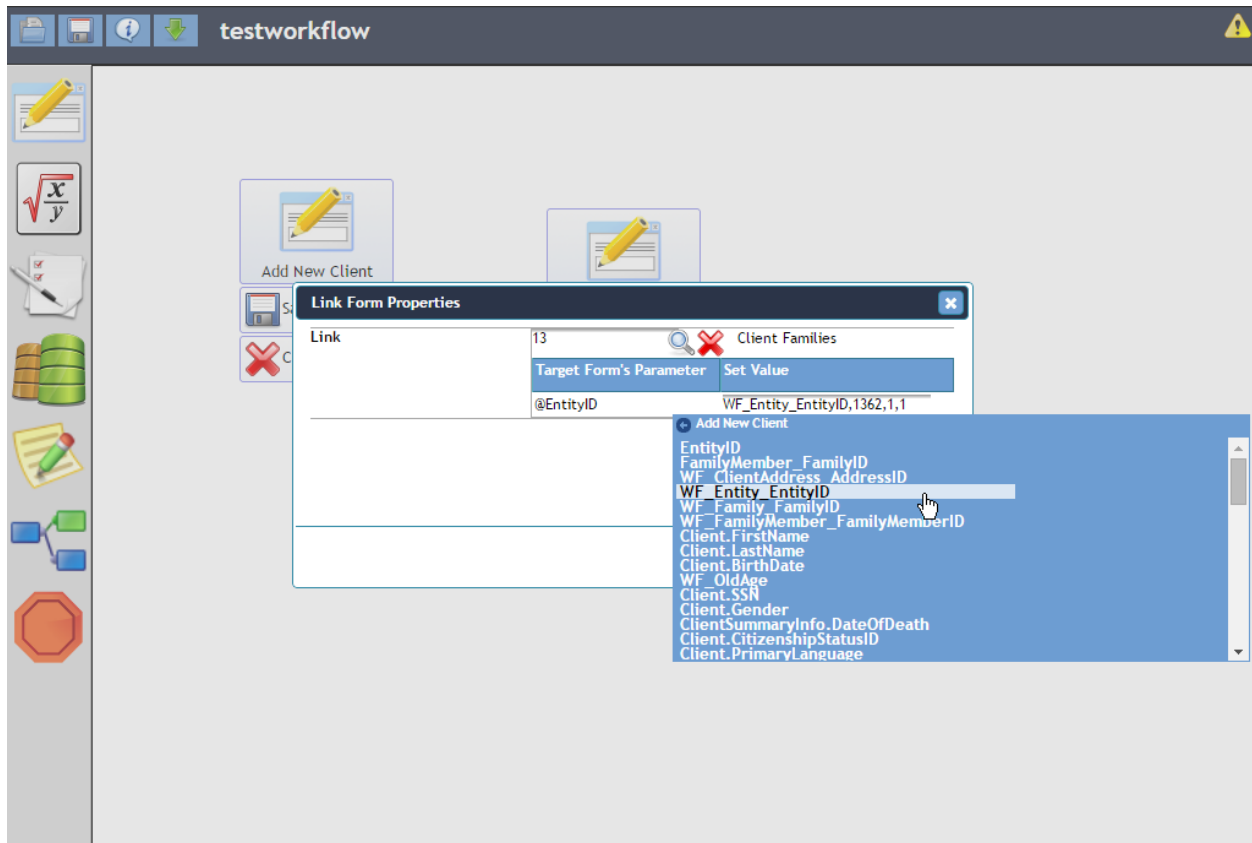 testworkflow
x
y
Add New Client
Link Form Properties
Link
13
Client Families
Target Form's Parameter
Set Value
@EntityID
WF_Entity_EntityID,1362,1,1
Add New Client
EntityID
FamilyMember_FamilyID
WF_ClientAddress_AddressID
WF_Entity_EntityID
WF_Family_FamilyID
WF_FamilyMember_FamilyMemberID
Client.FirstName
Client.LastName
Client.BirthDate
WF_OldAge
Client.SSN
Client.Gender
ClientSummaryInfo.DateOfDeath
Client.CitizenshipStatusID
Client.PrimaryLanguage